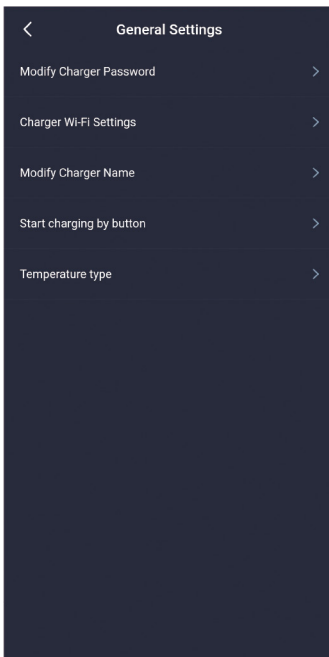 General Settings
Modify Charger Password
Charger Wi-Fi Settings
Modify Charger Name
Start charging by button
Temperature type